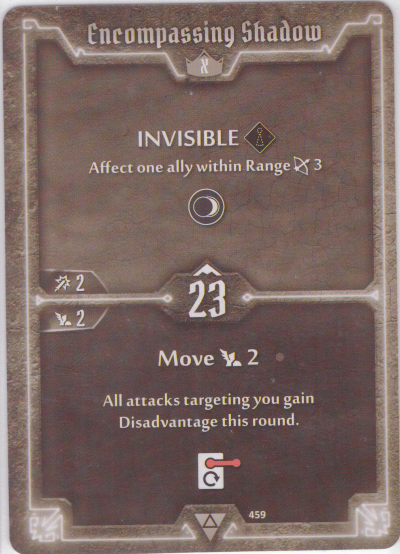 Encompassing Shadow
X
INVISIBLE
Affect one ally within Range 3
2
23
2
Move 2
All attacks targeting you gain
Disadvantage this round.
459